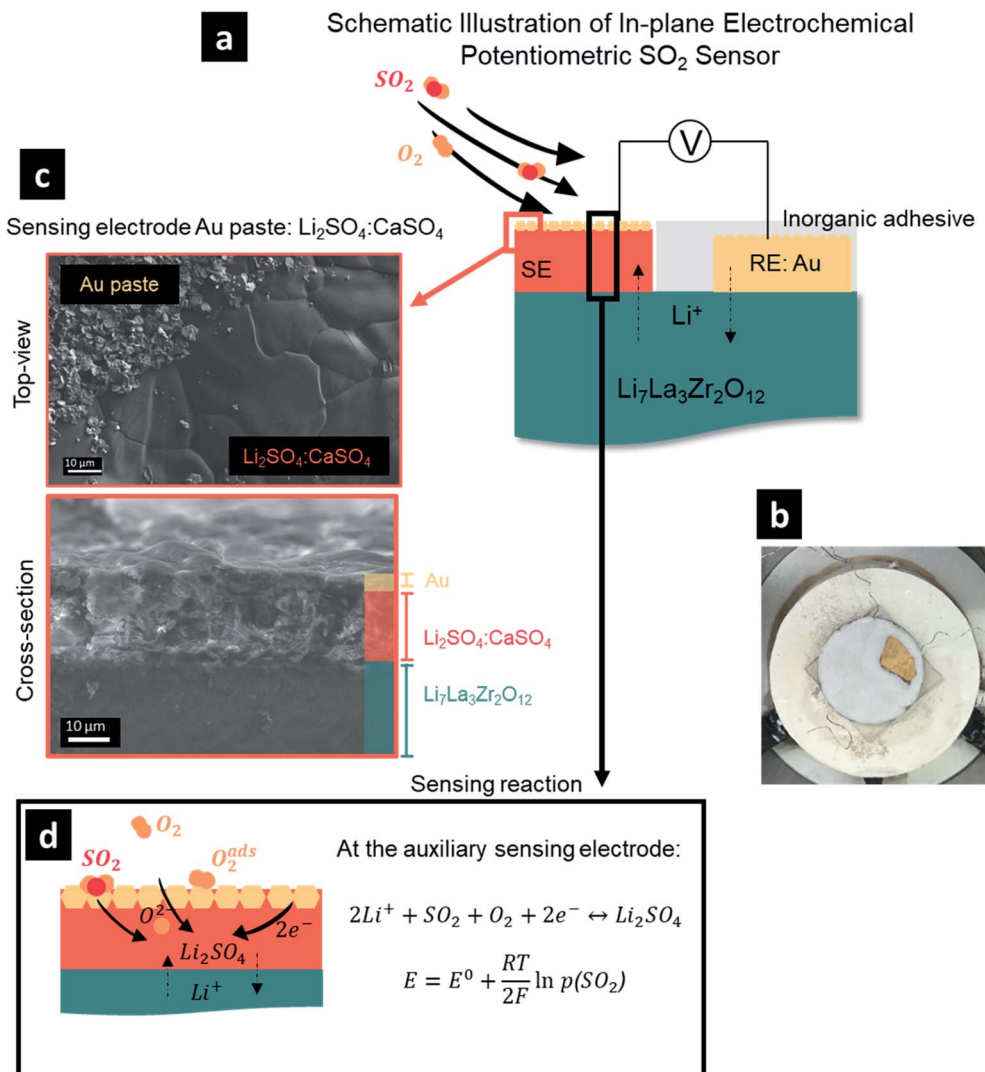 a
Schematic Illustration of In-plane Electrochemical
Potentiometric SO₂ Sensor
SO₂
O₂
V
Inorganic adhesive
SE
RE: Au
Li⁺
Li₇La₃Zr₂O₁₂
c
Sensing electrode Au paste: Li₂SO₄:CaSO₄
Top-view
Au paste
Li₂SO₄:CaSO₄
10 µm
Cross-section
Au
Li₂SO₄:CaSO₄
Li₇La₃Zr₂O₁₂
10 µm
b
Sensing reaction
d
O₂
SO₂
O₂ᵃᵈˢ
O²⁻
2e⁻
Li₂SO₄
Li⁺
At the auxiliary sensing electrode:
2Li⁺ + SO₂ + O₂ + 2e⁻ ↔ Li₂SO₄
E = E⁰ + RT/2F ln p(SO₂)